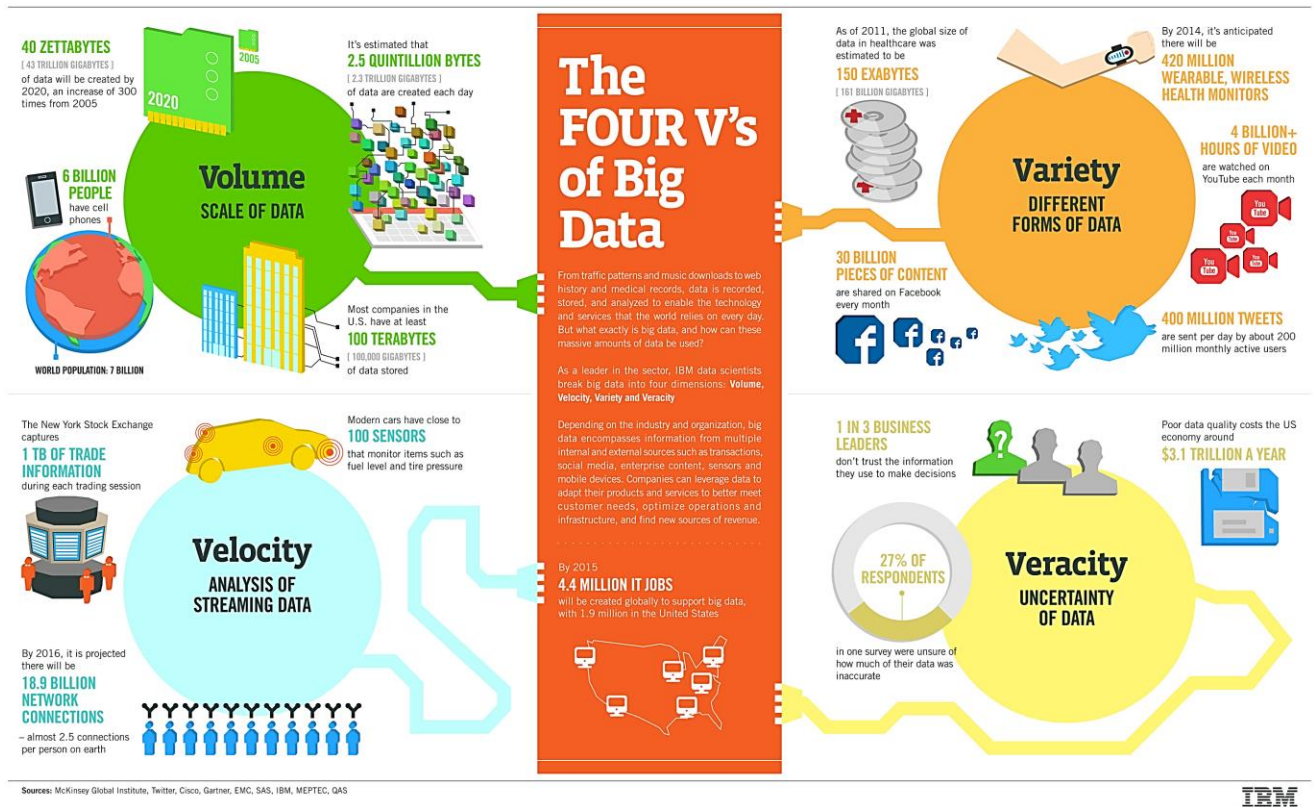 40 ZETTABYTES
[ 43 TRILLION GIGABYTES ]
of data will be created by
2020, an increase of 300
times from 2005
2020
2005
It's estimated that
2.5 QUINTILLION BYTES
[ 2.3 TRILLION GIGABYTES ]
of data are created each day
6 BILLION
PEOPLE
have cell
phones
WORLD POPULATION: 7 BILLION
Volume
SCALE OF DATA
Most companies in the
U.S. have at least
100 TERABYTES
[ 100,000 GIGABYTES ]
of data stored
The New York Stock Exchange
captures
1 TB OF TRADE
INFORMATION
during each trading session
Modern cars have close to
100 SENSORS
that monitor items such as
fuel level and tire pressure
Velocity
ANALYSIS OF
STREAMING DATA
By 2016, it is projected
there will be
18.9 BILLION
NETWORK
CONNECTIONS
– almost 2.5 connections
per person on earth
The
FOUR V's
of Big
Data
From traffic patterns and music downloads to web
history and medical records, data is recorded,
stored, and analyzed to enable the technology
and services that the world relies on every day.
But what exactly is big data, and how can these
massive amounts of data be used?
As a leader in the sector, IBM data scientists
break big data into four dimensions: Volume,
Velocity, Variety and Veracity
Depending on the industry and organization, big
data encompasses information from multiple
internal and external sources such as transactions,
social media, enterprise content, sensors and
mobile devices. Companies can leverage data to
adapt their products and services to better meet
customer needs, optimize operations and
infrastructure, and find new sources of revenue.
By 2015
4.4 MILLION IT JOBS
will be created globally to support big data,
with 1.9 million in the United States
As of 2011, the global size of
data in healthcare was
estimated to be
150 EXABYTES
[ 161 BILLION GIGABYTES ]
By 2014, it's anticipated
there will be
420 MILLION
WEARABLE, WIRELESS
HEALTH MONITORS
Variety
DIFFERENT
FORMS OF DATA
4 BILLION+
HOURS OF VIDEO
are watched on
YouTube each month
You
Tube
You
Tube
You
Tube
You
Tube
30 BILLION
PIECES OF CONTENT
are shared on Facebook
every month
f
f
f
f
f
f
400 MILLION TWEETS
are sent per day by about 200
million monthly active users
1 IN 3 BUSINESS
LEADERS
don't trust the information
they use to make decisions
?
Poor data quality costs the US
economy around
$3.1 TRILLION A YEAR
27% OF
RESPONDENTS
in one survey were unsure of
how much of their data was
inaccurate
Veracity
UNCERTAINTY
OF DATA
Sources: McKinsey Global Institute, Twitter, Cisco, Gartner, EMC, SAS, IBM, MEPTEC, QAS
IBM